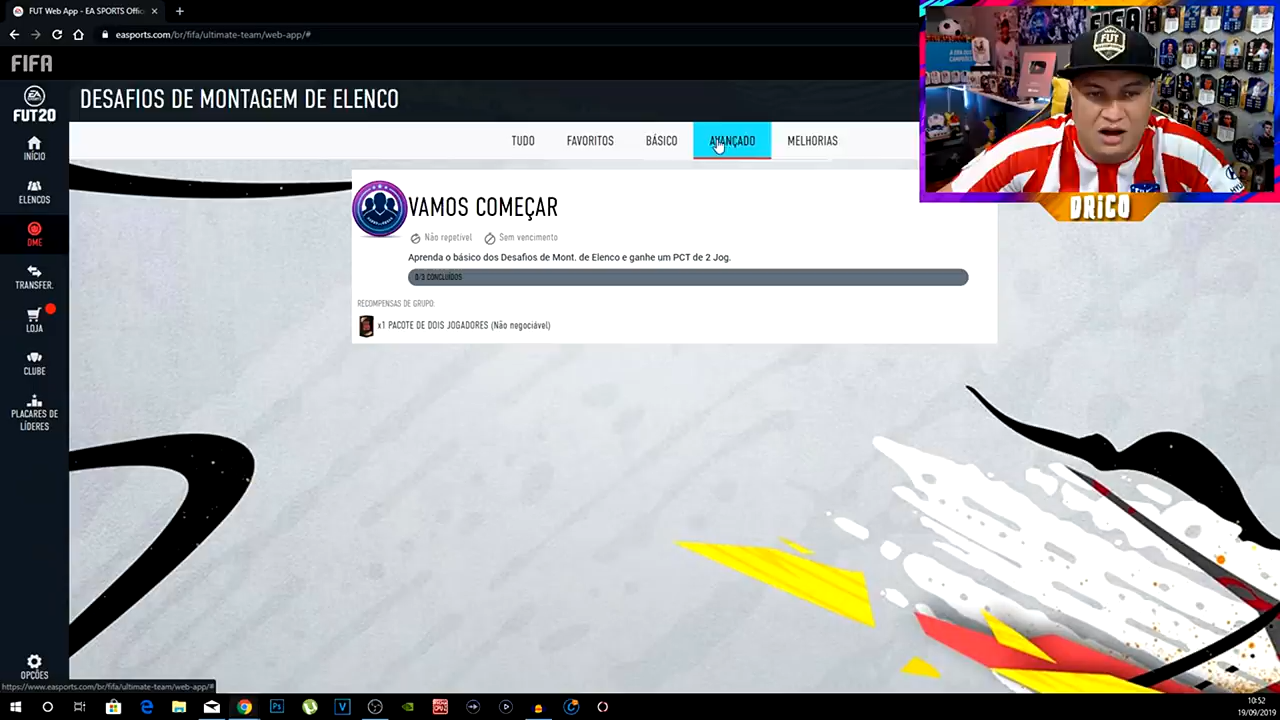 FUT Web App - EA SPORTS Offic
easports.com/br/fifa/ultimate-team/web-app/#
FIFA
FUT20
DESAFIOS DE MONTAGEM DE ELENCO
TUDO FAVORITOS BÁSICO AVANÇADO MELHORIAS
INÍCIO
ELENCOS
DME
TRANSFER.
LOJA
CLUBE
PLACARES DE
LÍDERES
OPÇÕES
VAMOS COMEÇAR
Não repetível Sem vencimento
Aprenda o básico dos Desafios de Mont. de Elenco e ganhe um PCT de 2 Jog.
0/3 CONCLUÍDOS
RECOMPENSAS DE GRUPO:
x1 PACOTE DE DOIS JOGADORES (Não negociável)
FUT
DRICO
https://www.easports.com/br/fifa/ultimate-team/web-app/#
10:52
19/09/2019